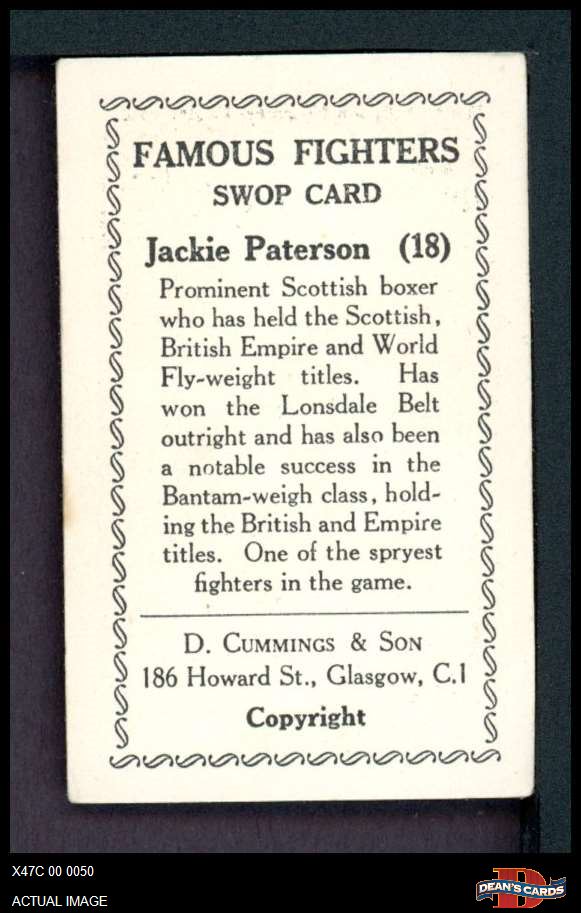 FAMOUS FIGHTERS
SWOP CARD
Jackie Paterson (18)
Prominent Scottish boxer
who has held the Scottish,
British Empire and World
Fly-weight titles. Has
won the Lonsdale Belt
outright and has also been
a notable success in the
Bantam-weigh class, hold-
ing the British and Empire
titles. One of the spryest
fighters in the game.
D. CUMMINGS & SON
186 Howard St., Glasgow, C.1
Copyright
X47C 00 0050
ACTUAL IMAGE
D
DEAN'S CARDS